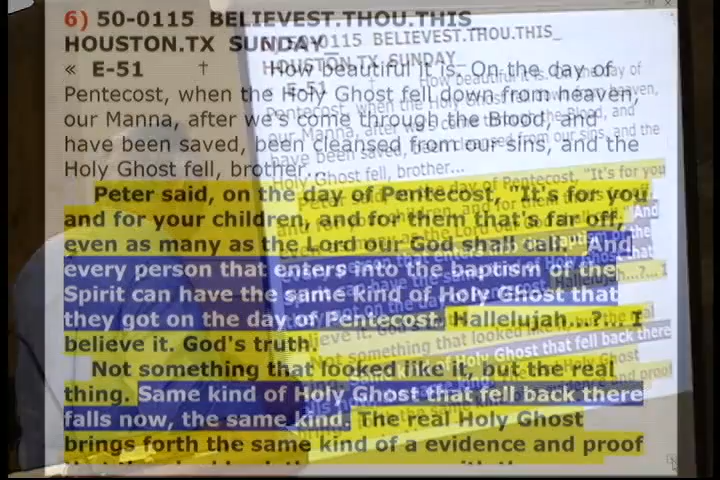 6) 50-0115 BELIEVEST.THOU.THIS_
HOUSTON.TX SUNDAY_
« E-51 † How beautiful it is. On the day of
Pentecost, when the Holy Ghost fell down from heaven,
our Manna, after we's come through the Blood, and
have been saved, been cleansed from our sins, and the
Holy Ghost fell, brother...
Peter said, on the day of Pentecost, "It's for you
and for your children, and for them that's far off,
even as many as the Lord our God shall call. And
every person that enters into the baptism of the
Spirit can have the same kind of Holy Ghost that
they got on the day of Pentecost. Hallelujah...?... I
believe it. God's truth.
Not something that looked like it, but the real
thing. Same kind of Holy Ghost that fell back there
falls now, the same kind. The real Holy Ghost
brings forth the same kind of a evidence and proof